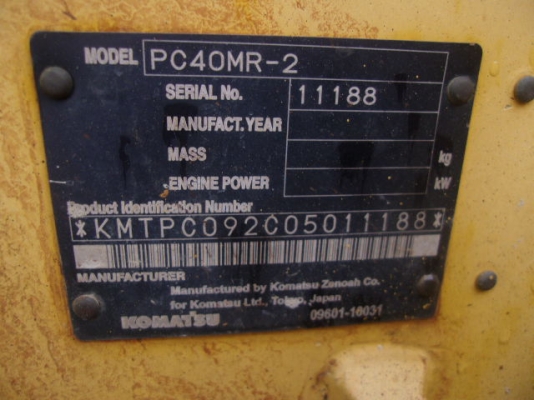 MODEL PC40MR-2
SERIAL No. 11188
MANUFACT.YEAR
MASS kg
ENGINE POWER kW
Product Identification Number
*KMTPC092C05011188*
MANUFACTURER
Manufactured by Komatsu Zenoah Co.
for Komatsu Ltd., Tokyo, Japan
KOMATSU 09601-16031